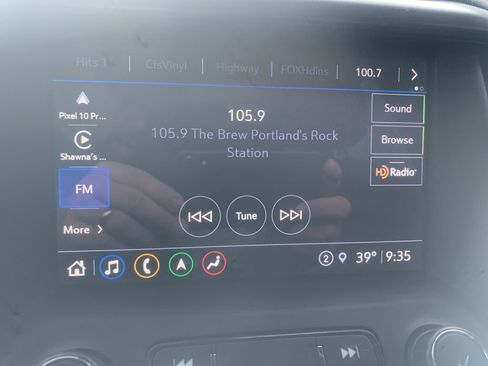 Hits 1 ClsVinyl Highway FOXHdlns 100.7
Pixel 10 Pr...
105.9
Sound
105.9 The Brew Portland's Rock
Station
Shawna's ...
Browse
FM
HD Radio
More
Tune
2 39° 9:35